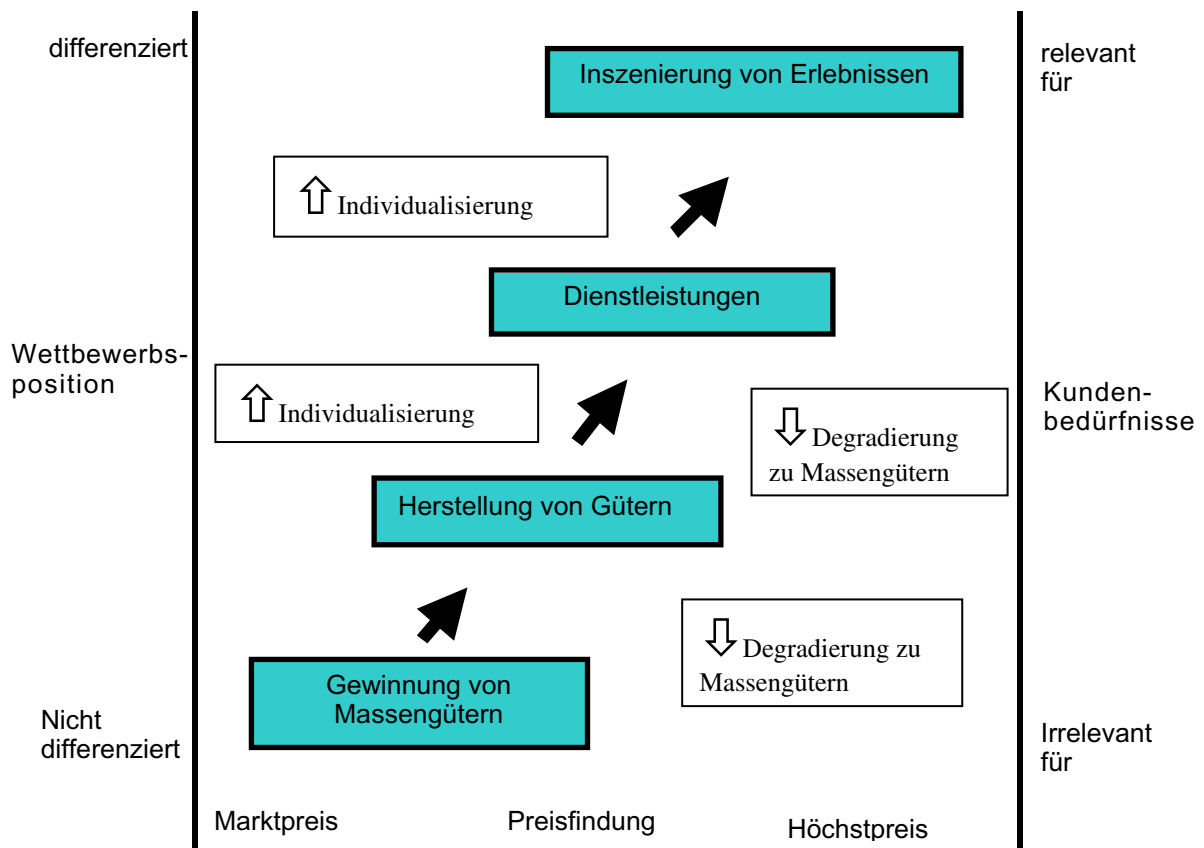 differenziert
Inszenierung von Erlebnissen
relevant
für
Individualisierung
Dienstleistungen
Wettbewerbs-
position
Individualisierung
Kunden-
bedürfnisse
Degradierung
zu Massengütern
Herstellung von Gütern
Degradierung zu
Massengütern
Gewinnung von
Massengütern
Nicht
differenziert
Irrelevant
für
Marktpreis
Preisfindung
Höchstpreis